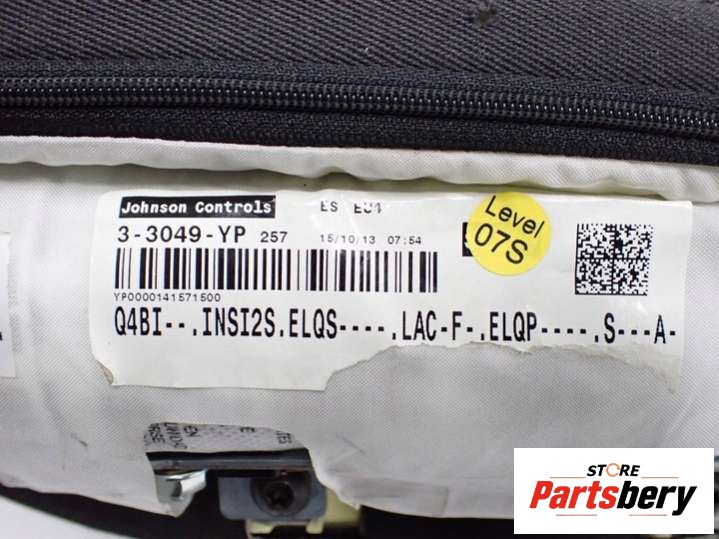 Johnson Controls
ES EU4
3-3049-YP 257
15/10/13 07:54
Level
07S
YP0000141571500
Q4BI--.INSI2S.ELQS----.LAC-F-.ELQP----.S---A-
STORE
Partsbery